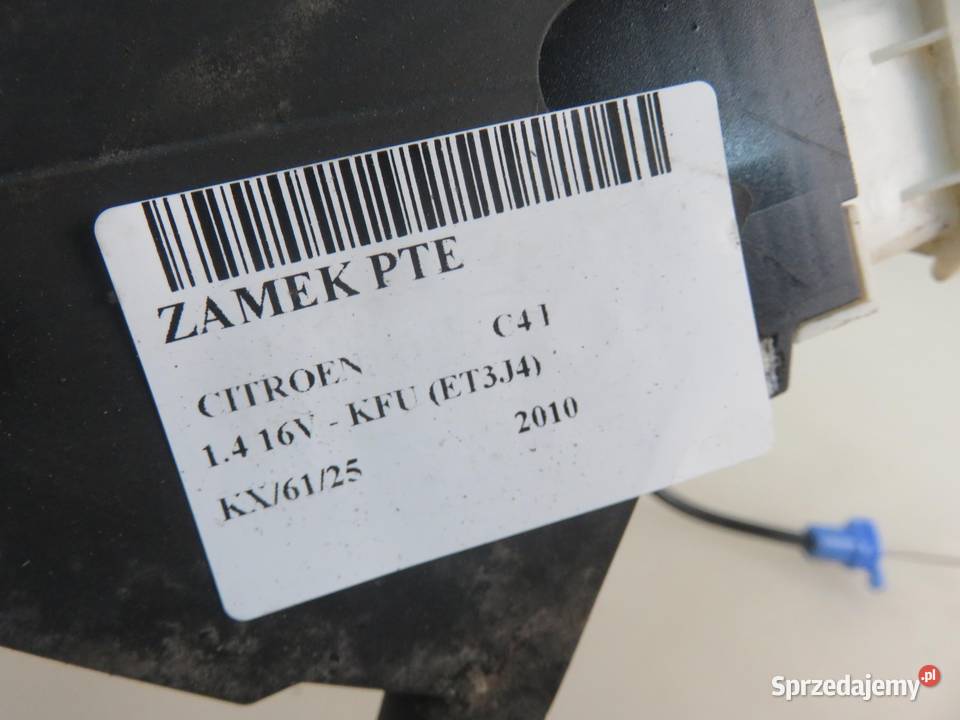 ZAMEK PTE
CITROEN C4 I
1.4 16V - KFU (ET3J4)
KX/61/25 2010
Sprzedajemy.pl